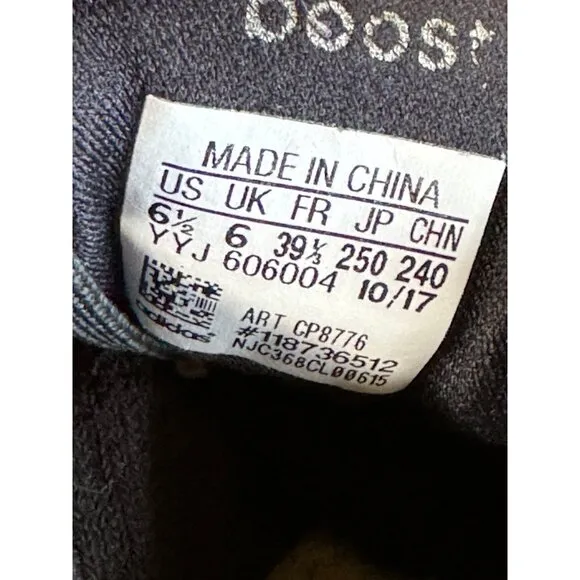 boost
MADE IN CHINA
US UK FR JP CHN
6½ 6 39⅓ 250 240
YYJ 606004 10/17
ART CP8776
#118736512
NJC368CL00615
adidas